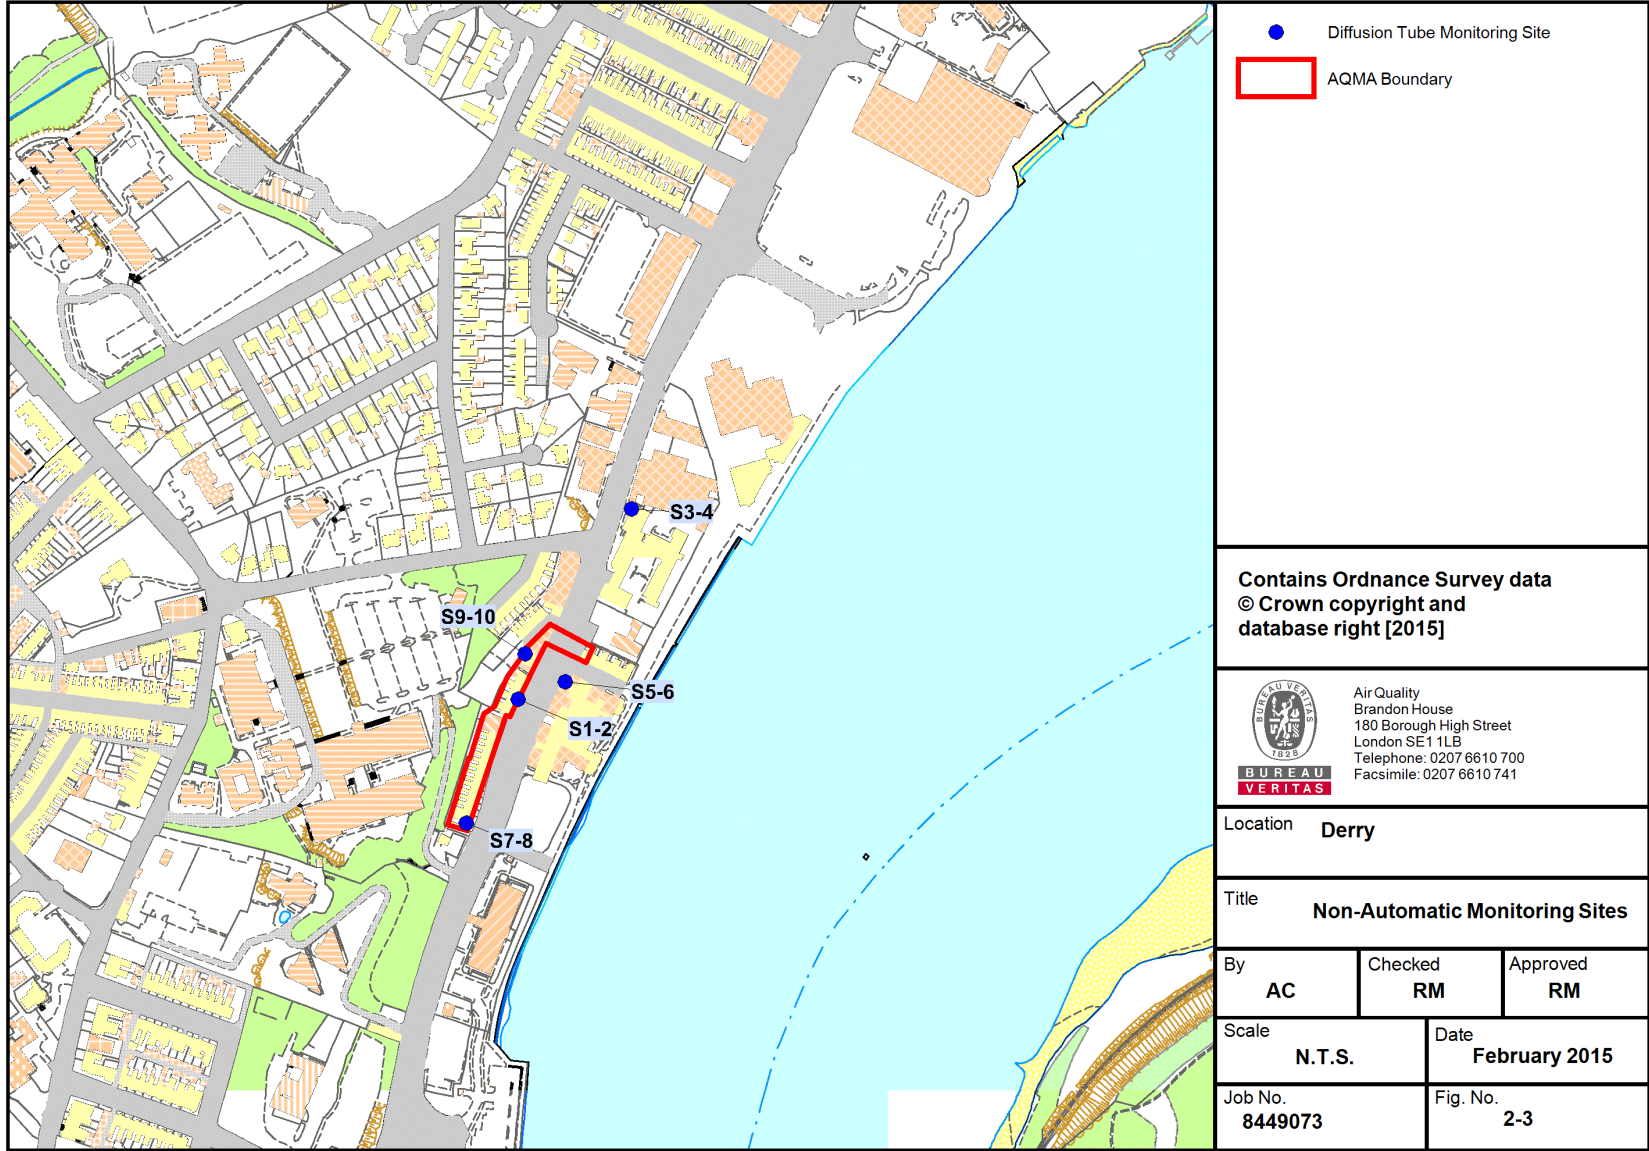 Diffusion Tube Monitoring Site
AQMA Boundary
S3-4
S9-10
S5-6
S1-2
S7-8
Contains Ordnance Survey data
© Crown copyright and
database right [2015]
BUREAU VERITAS
1828
BUREAU
VERITAS
Air Quality
Brandon House
180 Borough High Street
London SE1 1LB
Telephone: 0207 6610 700
Facsimile: 0207 6610 741
Location Derry
Title Non-Automatic Monitoring Sites
By AC
Checked RM
Approved RM
Scale N.T.S.
Date February 2015
Job No. 8449073
Fig. No. 2-3